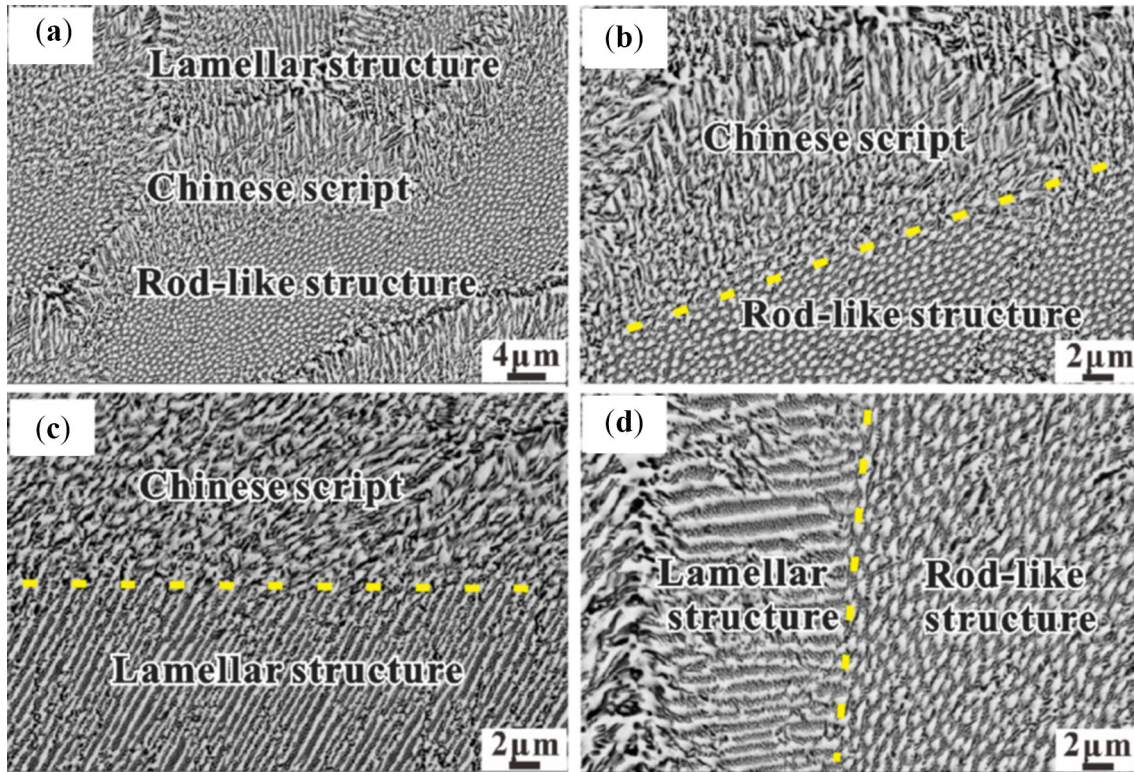 (a)
Lamellar structure
Chinese script
Rod-like structure
4μm
(b)
Chinese script
Rod-like structure
2μm
(c)
Chinese script
Lamellar structure
2μm
(d)
Lamellar
structure
Rod-like
structure
2μm